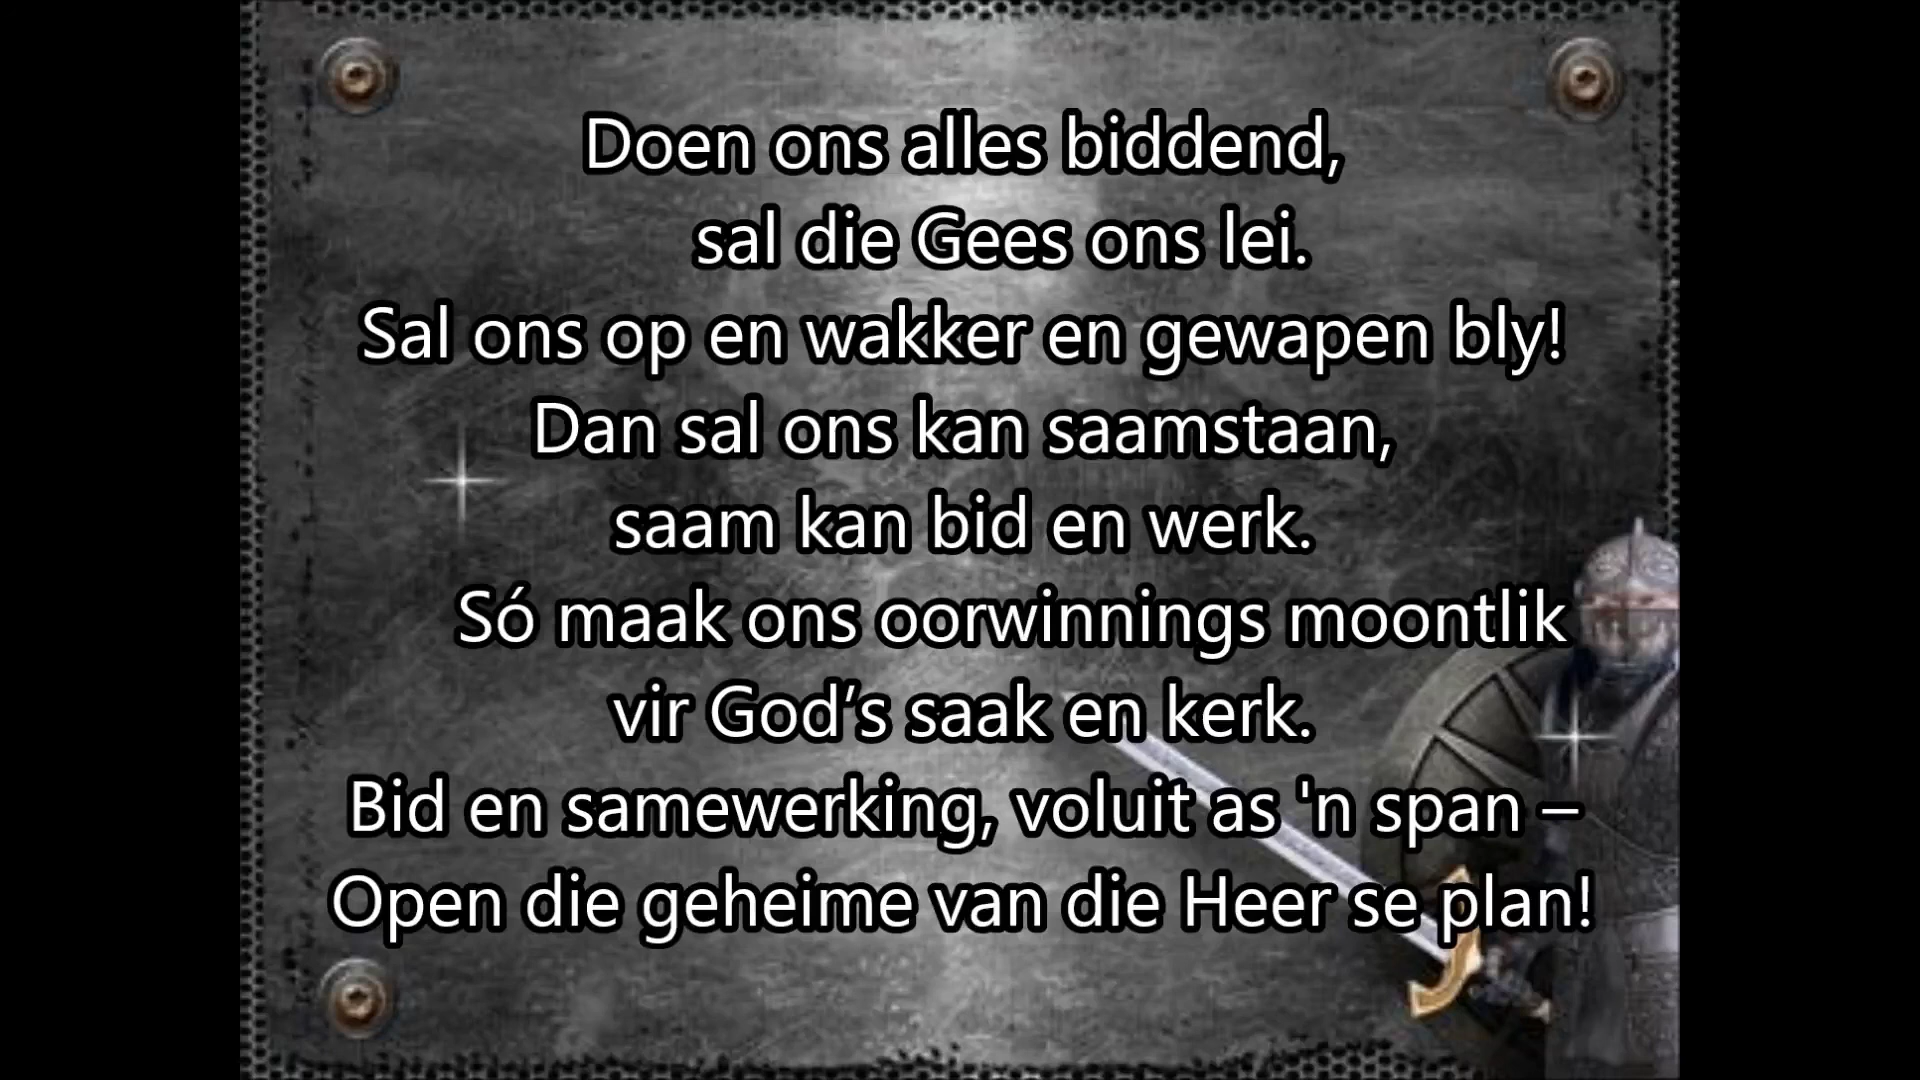 Doen ons alles biddend,
sal die Gees ons lei.
Sal ons op en wakker en gewapen bly!
Dan sal ons kan saamstaan,
saam kan bid en werk.
Só maak ons oorwinnings moontlik
vir God’s saak en kerk.
Bid en samewerking, voluit as 'n span –
Open die geheime van die Heer se plan!